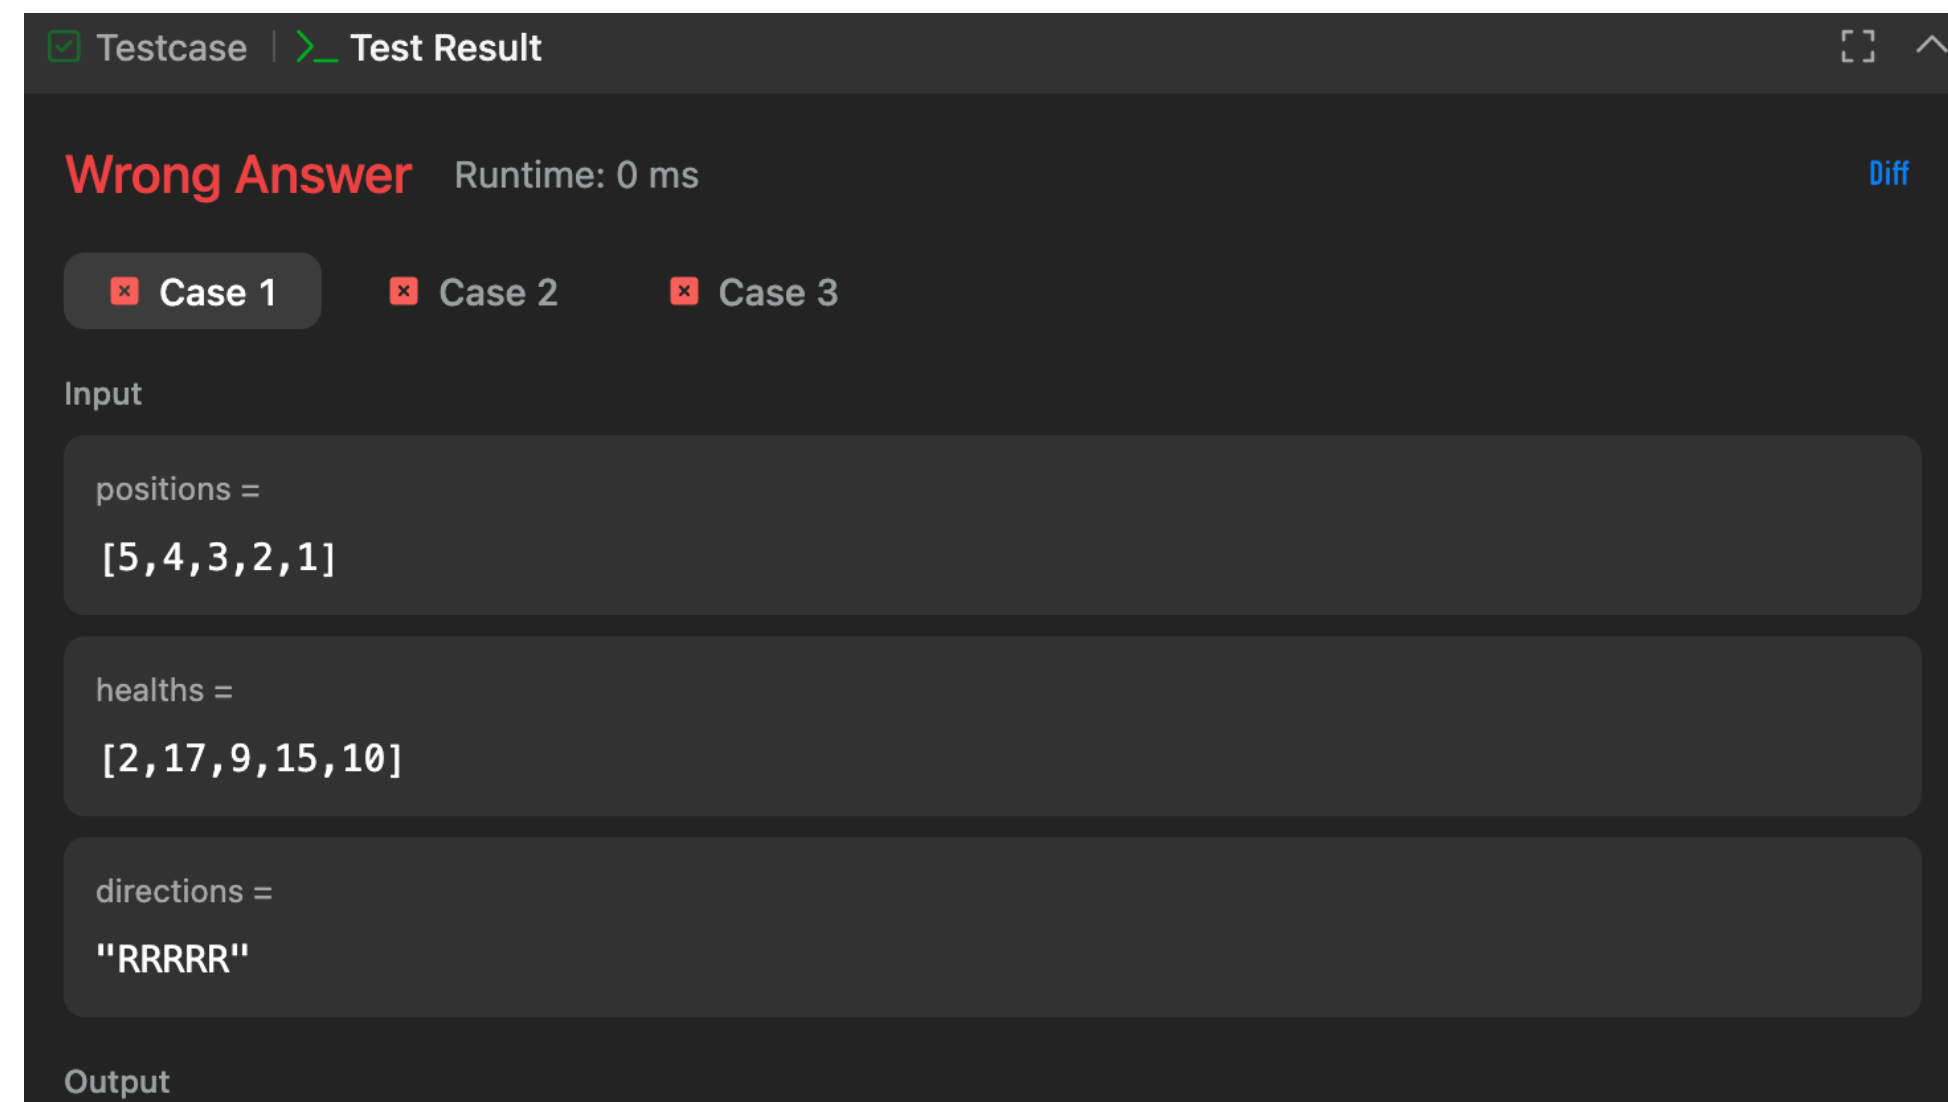 Testcase | >_ Test Result
Wrong Answer Runtime: 0 ms Diff
Case 1 Case 2 Case 3
Input
positions =
[5,4,3,2,1]
healths =
[2,17,9,15,10]
directions =
"RRRRR"
Output